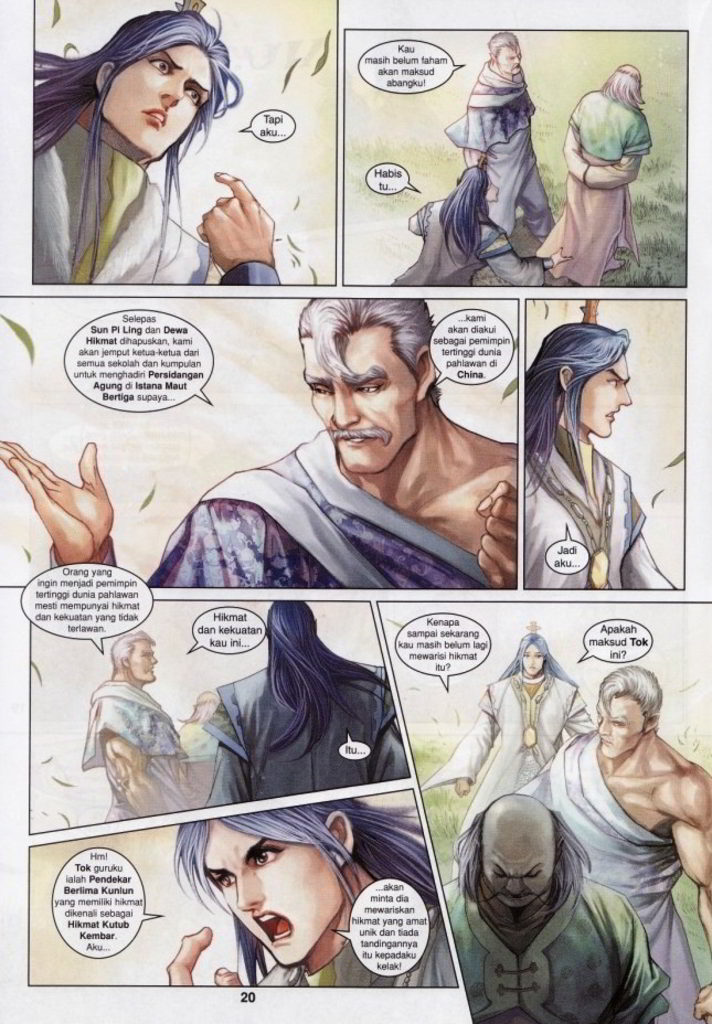 Tapi
aku...
Kau
masih belum faham
akan maksud
abangku!
Habis
tu...
Selepas
Sun Pi Ling dan Dewa
Hikmat dihapuskan, kami
akan jemput ketua-ketua dari
semua sekolah dan kumpulan
untuk menghadiri Persidangan
Agung di Istana Maut
Bertiga supaya...
...kami
akan diakui
sebagai pemimpin
tertinggi dunia
pahlawan di
China.
Jadi
aku...
Orang yang
ingin menjadi pemimpin
tertinggi dunia pahlawan
mesti mempunyai hikmat
dan kekuatan yang tidak
terlawan.
Hikmat
dan kekuatan
kau ini...
Itu...
Kenapa
sampai sekarang
kau masih belum lagi
mewarisi hikmat
itu?
Apakah
maksud Tok
ini?
Hm!
Tok guruku
ialah Pendekar
Berlima Kunlun
yang memiliki hikmat
dikenali sebagai
Hikmat Kutub
Kembar.
Aku...
...akan
minta dia
mewariskan
hikmat yang amat
unik dan tiada
tandingannya
itu kepadaku
kelak!
20